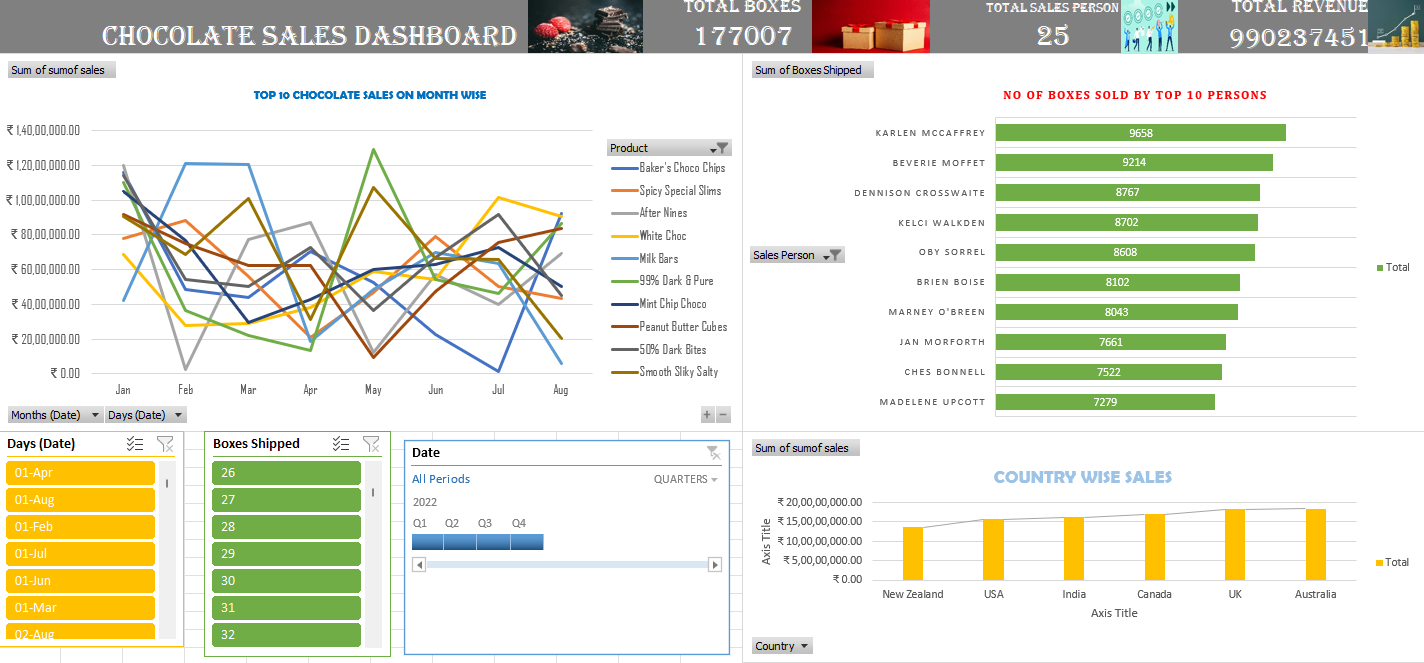 CHOCOLATE SALES DASHBOARD
TOTAL BOXES
177007
TOTAL SALES PERSON
25
TOTAL REVENUE
990237451
Sum of sumof sales
TOP 10 CHOCOLATE SALES ON MONTH WISE
₹ 1,40,00,000.00
₹ 1,20,00,000.00
₹ 1,00,00,000.00
₹ 80,00,000.00
₹ 60,00,000.00
₹ 40,00,000.00
₹ 20,00,000.00
₹ 0.00
Jan Feb Mar Apr May Jun Jul Aug
Product
Baker's Choco Chips
Spicy Special Slims
After Nines
White Choc
Milk Bars
99% Dark & Pure
Mint Chip Choco
Peanut Butter Cubes
50% Dark Bites
Smooth Sliky Salty
Months (Date) Days (Date)
Sum of Boxes Shipped
NO OF BOXES SOLD BY TOP 10 PERSONS
KARLEN MCCAFFREY 9658
BEVERIE MOFFET 9214
DENNISON CROSSWAITE 8767
KELCI WALKDEN 8702
OBY SORREL 8608
BRIEN BOISE 8102
MARNEY O'BREEN 8043
JAN MORFORTH 7661
CHES BONNELL 7522
MADELENE UPCOTT 7279
Sales Person
Total
Days (Date)
01-Apr
01-Aug
01-Feb
01-Jul
01-Jun
01-Mar
02-Aug
Boxes Shipped
26
27
28
29
30
31
32
Date
All Periods QUARTERS
2022
Q1 Q2 Q3 Q4
Sum of sumof sales
COUNTRY WISE SALES
Axis Title
₹ 20,00,00,000.00
₹ 15,00,00,000.00
₹ 10,00,00,000.00
₹ 5,00,00,000.00
₹ 0.00
New Zealand USA India Canada UK Australia
Axis Title
Total
Country